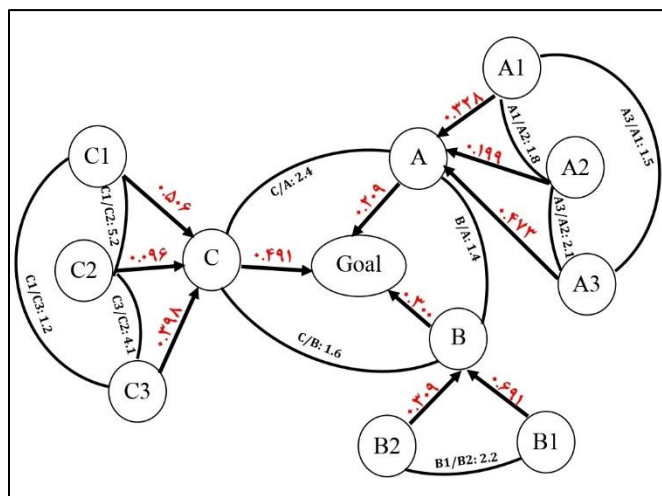 A1
۰.۳۲۸
A1/A2: 1.8
A3/A1: 1.5
C1
A
۰.۱۹۹
A2
C/A: 2.4
C1/C2: 5.2
۰.۵۰۶
۰.۲۰۹
B/A: 1.4
۰.۴۷۳
A3/A2: 2.1
C2
۰.۰۹۶
C
۰.۴۹۱
Goal
A3
C1/C3: 1.2
C3/C2: 4.1
۰.۳۹۸
C/B: 1.6
۰.۳۰۰
B
C3
۰.۳۰۹
۰.۶۹۱
B2
B1/B2: 2.2
B1